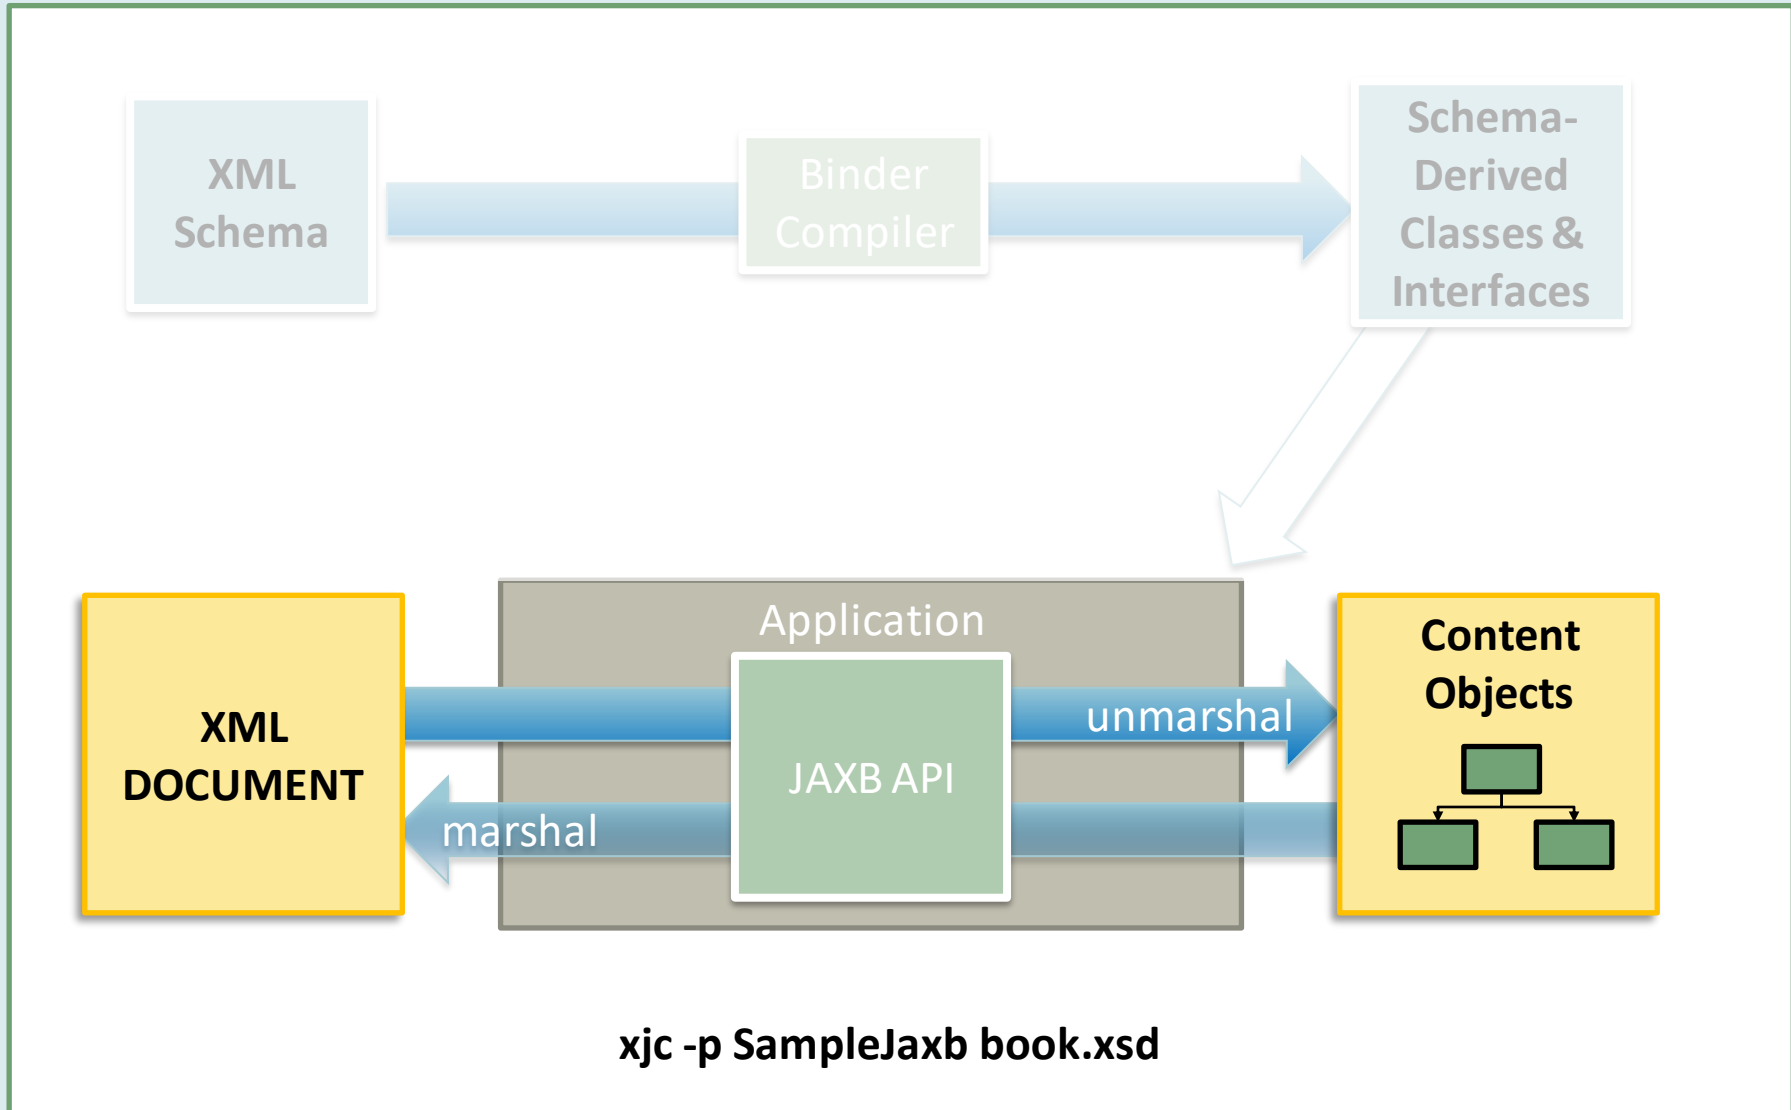 XML
Schema
Binder
Compiler
Schema-
Derived
Classes &
Interfaces
Application
XML
DOCUMENT
JAXB API
unmarshal
marshal
Content
Objects
xjc -p SampleJaxb book.xsd